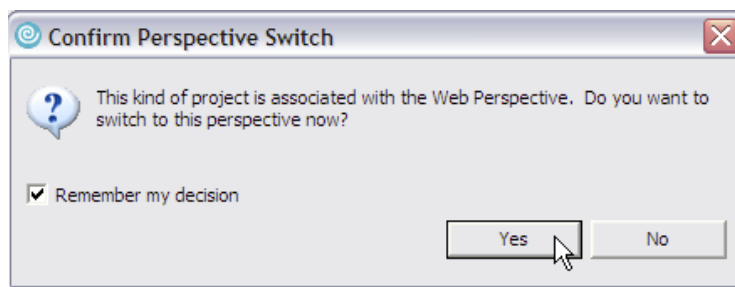 Confirm Perspective Switch
This kind of project is associated with the Web Perspective.  Do you want to
switch to this perspective now?
Remember my decision
Yes No